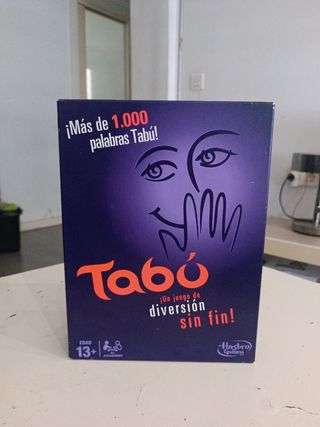 ¡Más de 1.000
palabras Tabú!
Tabú
¡Un juego de
diversión
sin fin!
EDAD
13+
Hasbro
Gaming